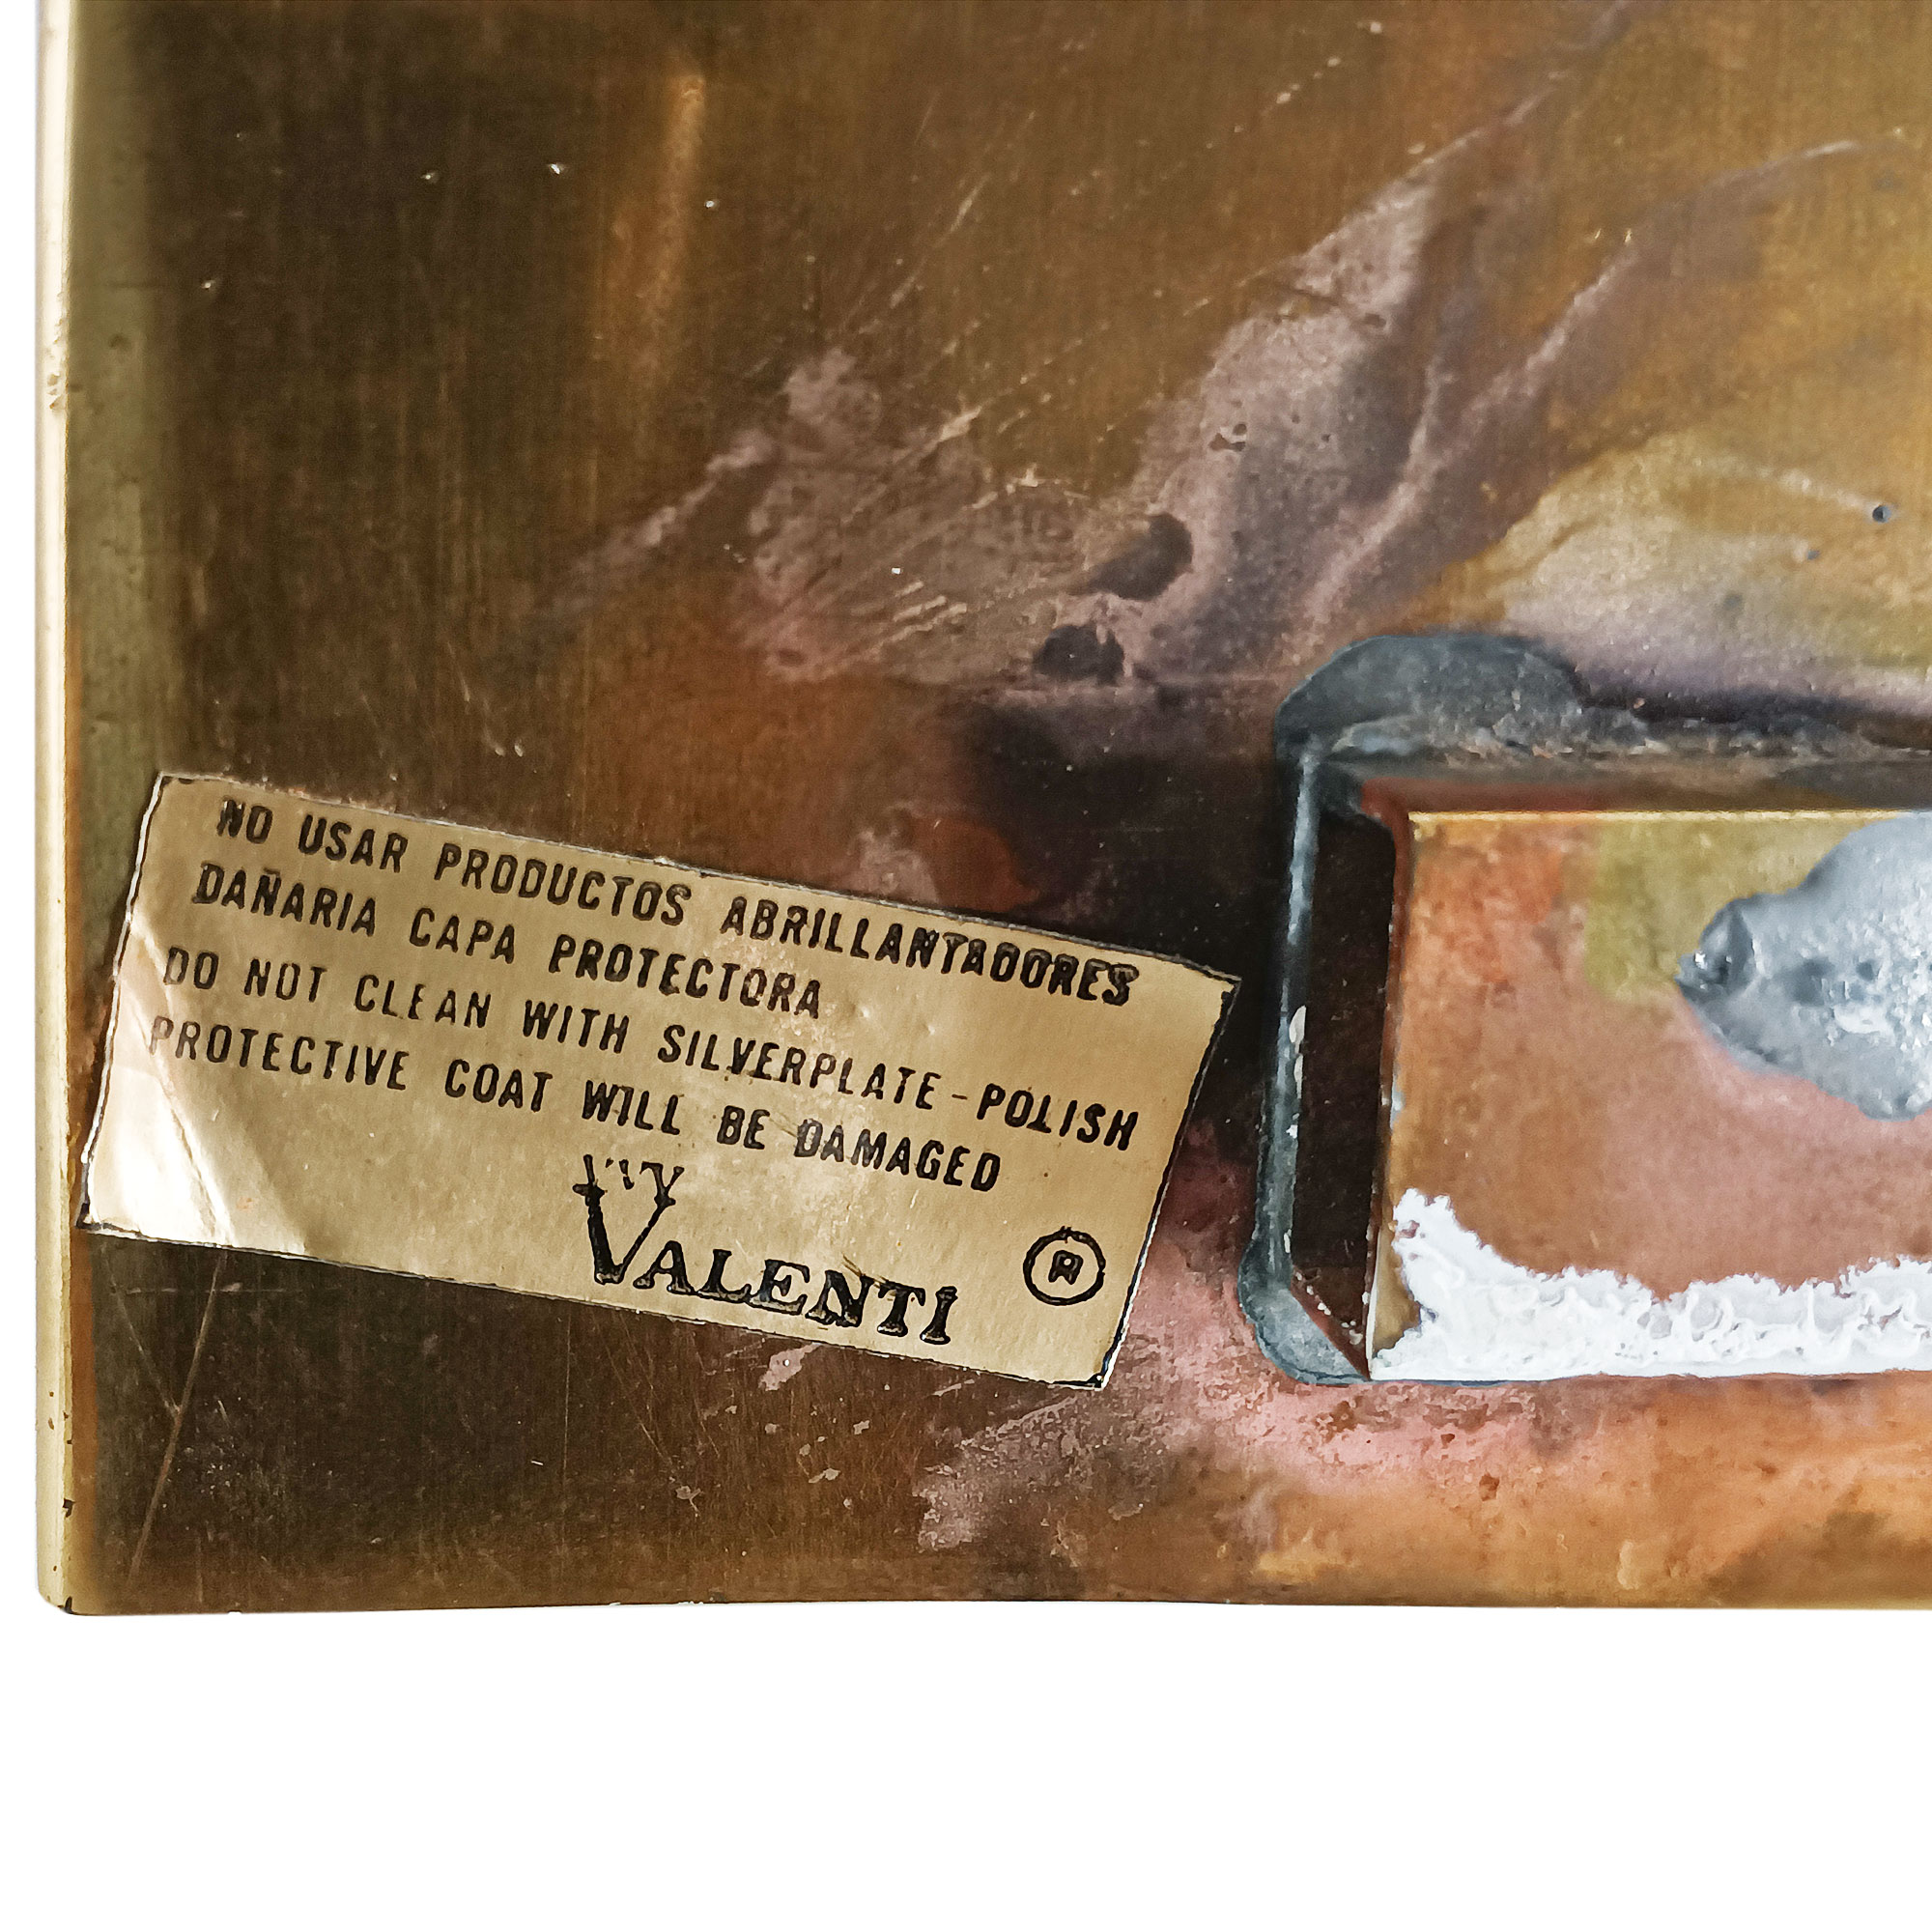 NO USAR PRODUCTOS ABRILLANTADORES
DAÑARIA CAPA PROTECTORA
DO NOT CLEAN WITH SILVERPLATE-POLISH
PROTECTIVE COAT WILL BE DAMAGED
VALENTI ®